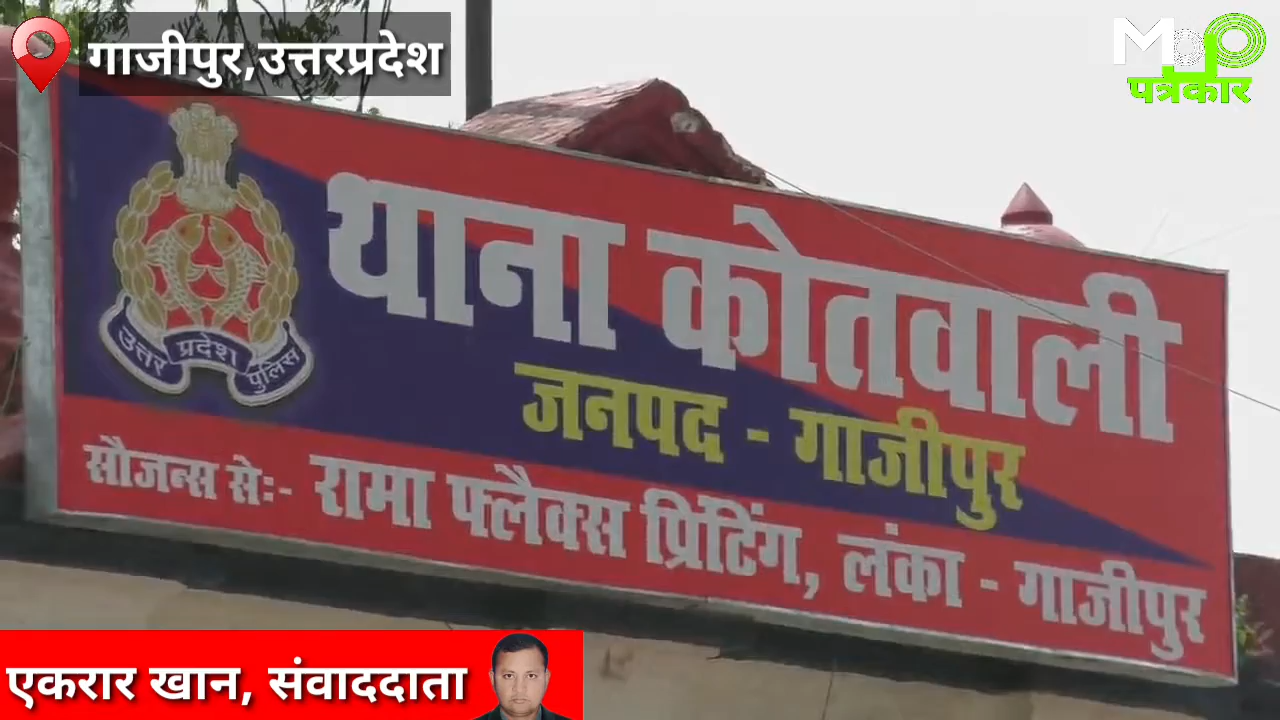 गाजीपुर,उत्तरप्रदेश
पत्रकार
थाना कोतवाली
जनपद - गाजीपुर
उत्तर प्रदेश पुलिस
सौजन्स से:- रामा फ्लैक्स प्रिंटिंग, लंका - गाजीपुर
एकरार खान, संवाददाता